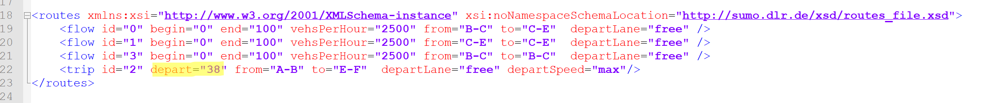 17
18 <routes xmlns:xsi="http://www.w3.org/2001/XMLSchema-instance" xsi:noNamespaceSchemaLocation="http://sumo.dlr.de/xsd/routes_file.xsd">
19 <flow id="0" begin="0" end="100" vehsPerHour="2500" from="B-C" to="C-E"  departLane="free" />
20 <flow id="1" begin="0" end="100" vehsPerHour="2500" from="C-E" to="C-E"  departLane="free" />
21 <flow id="3" begin="0" end="100" vehsPerHour="2500" from="B-C" to="B-C"  departLane="free" />
22 <trip id="2" depart="38" from="A-B" to="E-F"  departLane="free" departSpeed="max"/>
23 </routes>
24